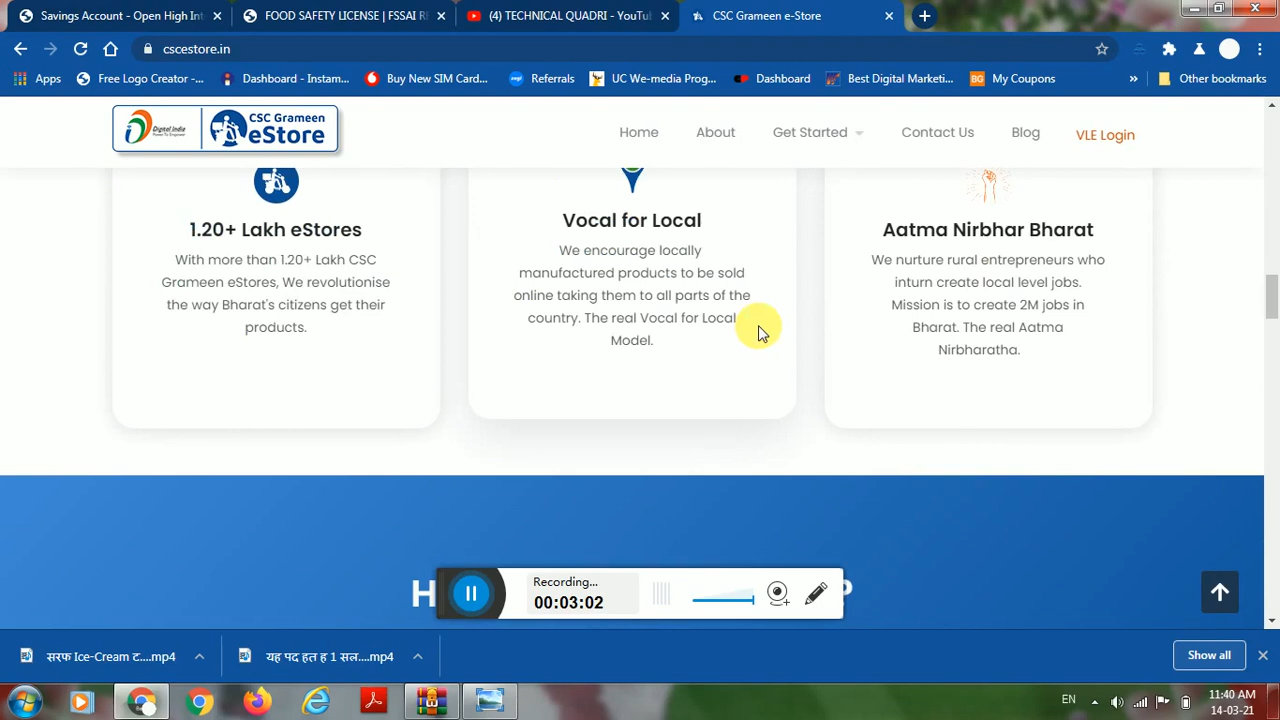 Savings Account - Open High Int
FOOD SAFETY LICENSE | FSSAI R
(4) TECHNICAL QUADRI - YouTu
CSC Grameen e-Store
cscestore.in
Apps
Free Logo Creator -...
Dashboard - Instam...
Buy New SIM Card...
Referrals
UC We-media Prog...
Dashboard
Best Digital Marketi...
BG My Coupons
»
Other bookmarks
Digital India
Power To Empower
CSC Grameen
eStore
Home
About
Get Started
Contact Us
Blog
VLE Login
1.20+ Lakh eStores
With more than 1.20+ Lakh CSC
Grameen eStores, We revolutionise
the way Bharat's citizens get their
products.
Vocal for Local
We encourage locally
manufactured products to be sold
online taking them to all parts of the
country. The real Vocal for Local
Model.
Aatma Nirbhar Bharat
We nurture rural entrepreneurs who
inturn create local level jobs.
Mission is to create 2M jobs in
Bharat. The real Aatma
Nirbharatha.
H
P
Recording...
00:03:02
सरफ Ice-Cream ट....mp4
यह पद हत ह 1 सल....mp4
Show all
EN
11:40 AM
14-03-21